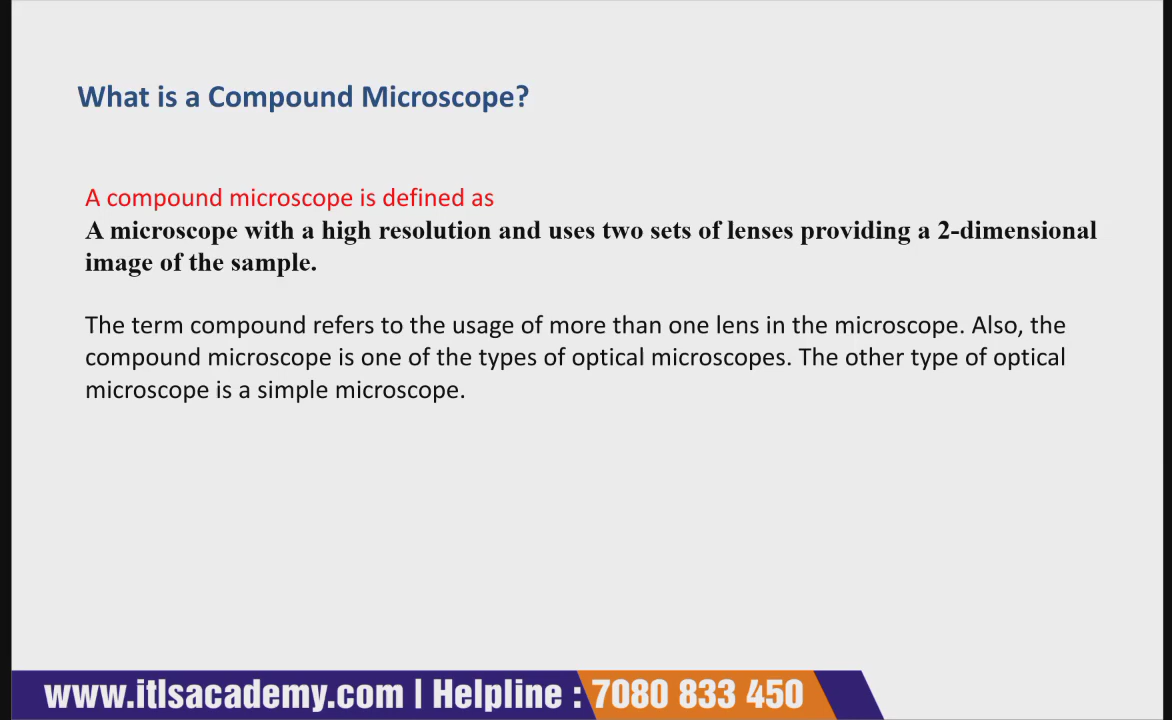 What is a Compound Microscope?
A compound microscope is defined as
A microscope with a high resolution and uses two sets of lenses providing a 2-dimensional
image of the sample.
The term compound refers to the usage of more than one lens in the microscope. Also, the
compound microscope is one of the types of optical microscopes. The other type of optical
microscope is a simple microscope.
www.itlsacademy.com | Helpline : 7080 833 450